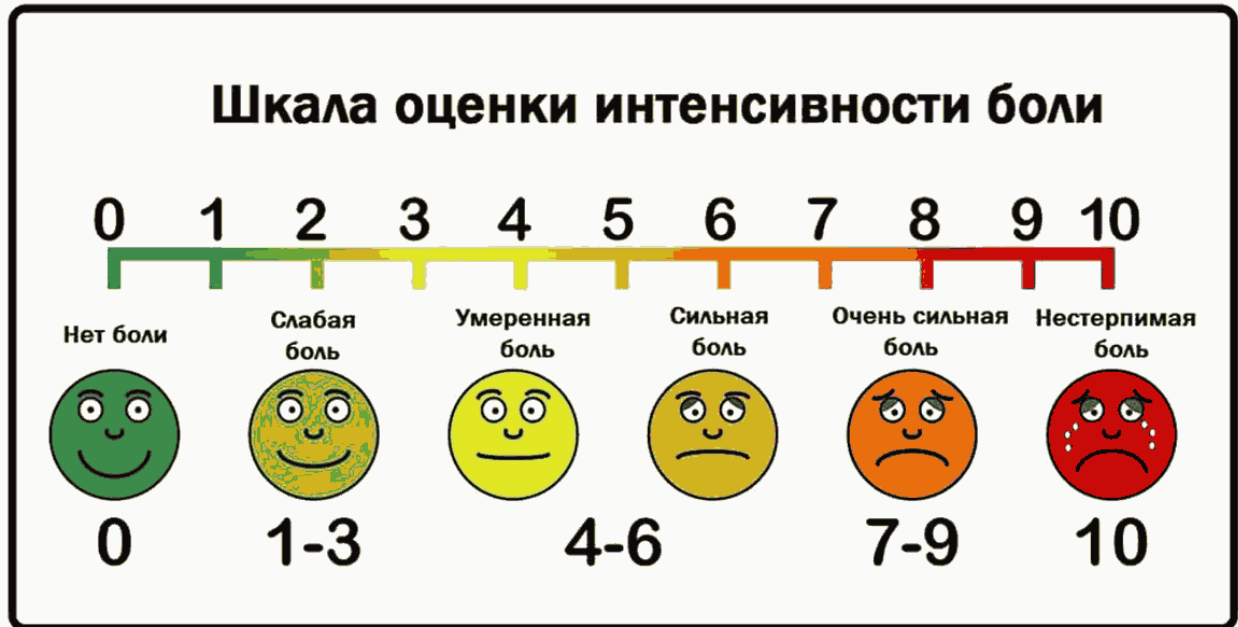 Шкала оценки интенсивности боли
0 1 2 3 4 5 6 7 8 9 10
Нет боли
Слабая
боль
Умеренная
боль
Сильная
боль
Очень сильная
боль
Нестерпимая
боль
0 1-3 4-6 7-9 10